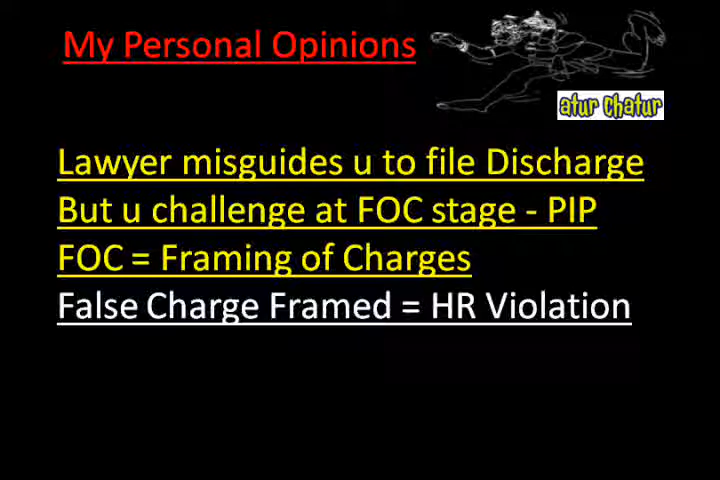 My Personal Opinions
atur chatur
Lawyer misguides u to file Discharge
But u challenge at FOC stage - PIP
FOC = Framing of Charges
False Charge Framed = HR Violation